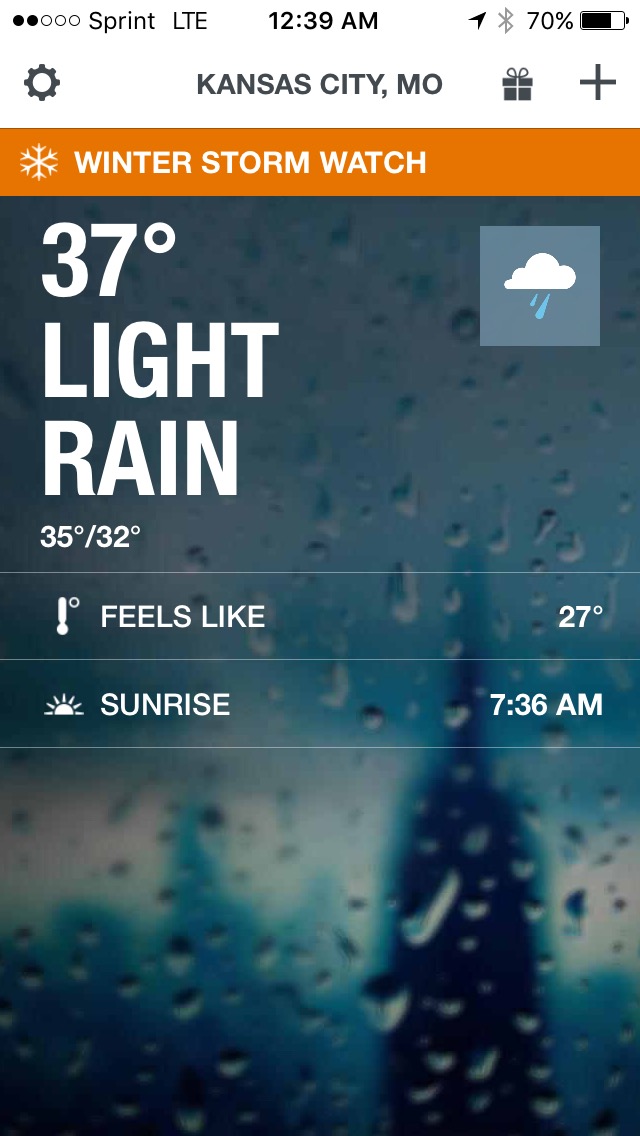 Sprint LTE 12:39 AM 70%
KANSAS CITY, MO
WINTER STORM WATCH
37°
LIGHT
RAIN
35°/32°
FEELS LIKE 27°
SUNRISE 7:36 AM